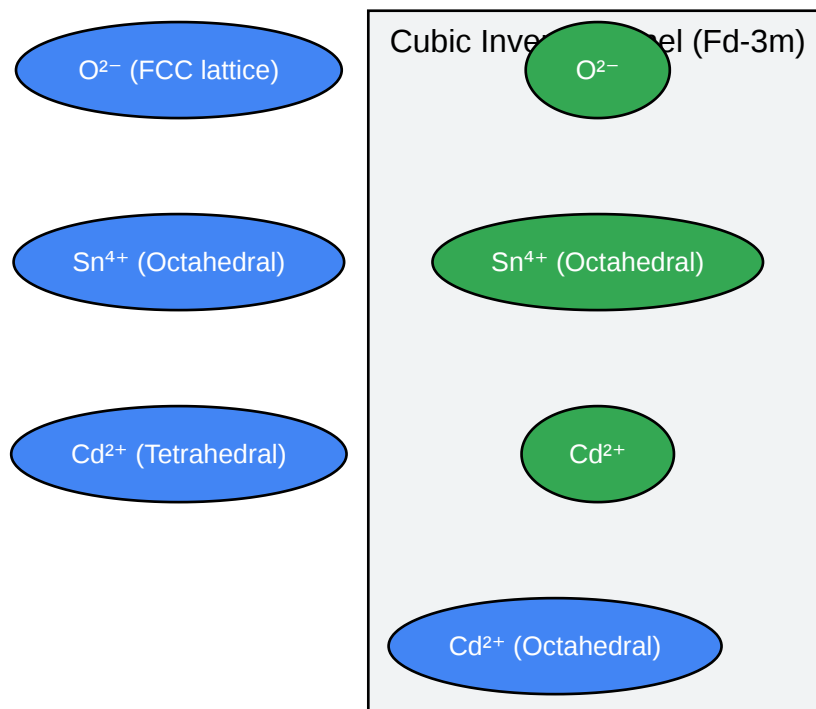 Cubic Inve el (Fd-3m)
O²⁻ (FCC lattice)
O²⁻
Sn⁴⁺ (Octahedral)
Sn⁴⁺ (Octahedral)
Cd²⁺ (Tetrahedral)
Cd²⁺
Cd²⁺ (Octahedral)